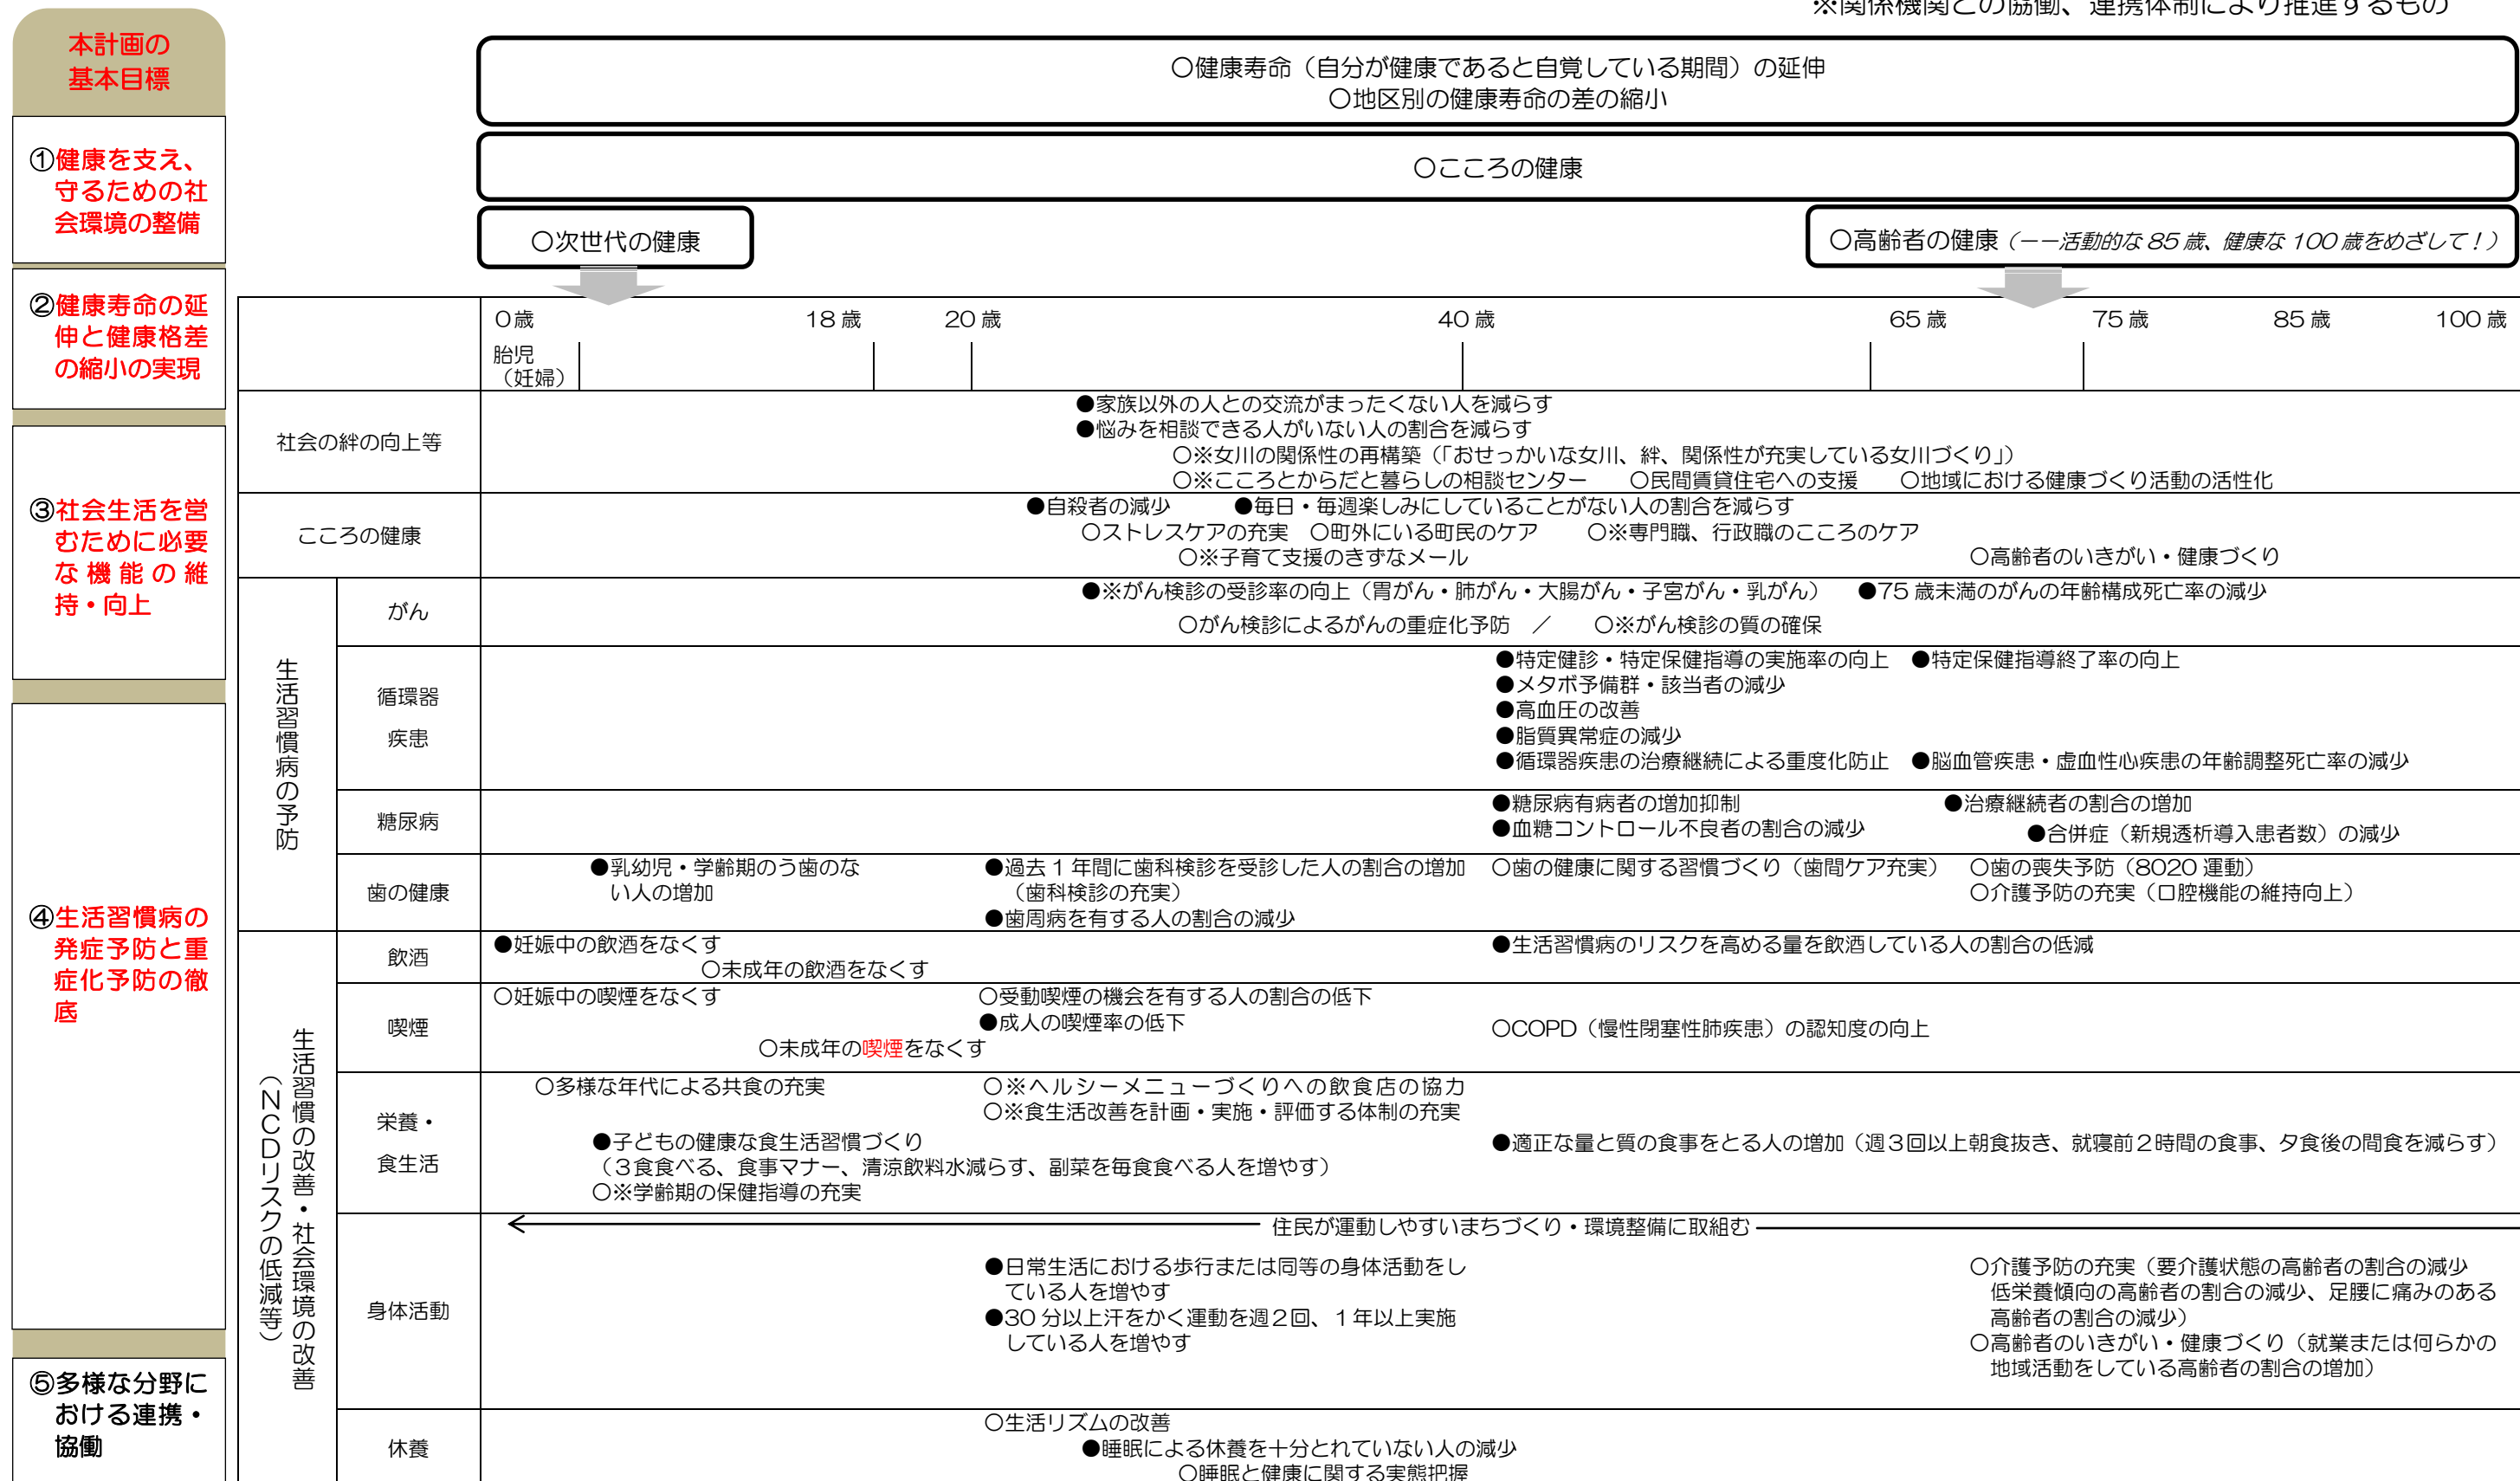 ※関係機関との協働、連携体制により推進するもの
本計画の
基本目標
〇健康寿命（自分が健康であると自覚している期間）の延伸
〇地区別の健康寿命の差の縮小
①健康を支え、
守るための社
会環境の整備
〇こころの健康
〇次世代の健康
〇高齢者の健康（－－活動的な85歳、健康な100歳をめざして！）
②健康寿命の延
伸と健康格差
の縮小の実現
0歳 18歳 20歳 40歳 65歳 75歳 85歳 100歳
胎児
（妊婦）
③社会生活を営
むために必要
な機能の維
持・向上
社会の絆の向上等
●家族以外の人との交流がまったくない人を減らす
●悩みを相談できる人がいない人の割合を減らす
〇※女川の関係性の再構築（「おせっかいな女川、絆、関係性が充実している女川づくり」）
〇※こころとからだと暮らしの相談センター 〇民間賃貸住宅への支援 〇地域における健康づくり活動の活性化
こころの健康
●自殺者の減少 ●毎日・毎週楽しみにしていることがない人の割合を減らす
〇ストレスケアの充実 〇町外にいる町民のケア 〇※専門職、行政職のこころのケア
〇※子育て支援のきずなメール 〇高齢者のいきがい・健康づくり
生活習慣病の予防
がん
●※がん検診の受診率の向上（胃がん・肺がん・大腸がん・子宮がん・乳がん） ●75歳未満のがんの年齢構成死亡率の減少
〇がん検診によるがんの重症化予防 ／ 〇※がん検診の質の確保
循環器
疾患
●特定健診・特定保健指導の実施率の向上 ●特定保健指導終了率の向上
●メタボ予備群・該当者の減少
●高血圧の改善
●脂質異常症の減少
●循環器疾患の治療継続による重度化防止 ●脳血管疾患・虚血性心疾患の年齢調整死亡率の減少
糖尿病
●糖尿病有病者の増加抑制 ●治療継続者の割合の増加
●血糖コントロール不良者の割合の減少 ●合併症（新規透析導入患者数）の減少
歯の健康
●乳幼児・学齢期のう歯のな
い人の増加
●過去1年間に歯科検診を受診した人の割合の増加
（歯科検診の充実）
●歯周病を有する人の割合の減少
〇歯の健康に関する習慣づくり（歯間ケア充実）
〇歯の喪失予防（8020運動）
〇介護予防の充実（口腔機能の維持向上）
④生活習慣病の
発症予防と重
症化予防の徹
底
生活習慣の改善・社会環境の改善
（NCDリスクの低減等）
飲酒
●妊娠中の飲酒をなくす ●生活習慣病のリスクを高める量を飲酒している人の割合の低減
〇未成年の飲酒をなくす
喫煙
〇妊娠中の喫煙をなくす 〇受動喫煙の機会を有する人の割合の低下
●成人の喫煙率の低下
〇COPD（慢性閉塞性肺疾患）の認知度の向上
〇未成年の喫煙をなくす
栄養・
食生活
〇多様な年代による共食の充実 〇※ヘルシーメニューづくりへの飲食店の協力
〇※食生活改善を計画・実施・評価する体制の充実
●子どもの健康な食生活習慣づくり ●適正な量と質の食事をとる人の増加（週3回以上朝食抜き、就寝前2時間の食事、夕食後の間食を減らす）
（3食食べる、食事マナー、清涼飲料水減らす、副菜を毎食食べる人を増やす）
〇※学齢期の保健指導の充実
身体活動
住民が運動しやすいまちづくり・環境整備に取組む
●日常生活における歩行または同等の身体活動をし
ている人を増やす
●30分以上汗をかく運動を週2回、1年以上実施
している人を増やす
〇介護予防の充実（要介護状態の高齢者の割合の減少
低栄養傾向の高齢者の割合の減少、足腰に痛みのある
高齢者の割合の減少）
〇高齢者のいきがい・健康づくり（就業または何らかの
地域活動をしている高齢者の割合の増加）
⑤多様な分野に
おける連携・
協働
休養
〇生活リズムの改善
●睡眠による休養を十分とれていない人の減少
〇睡眠と健康に関する実態把握